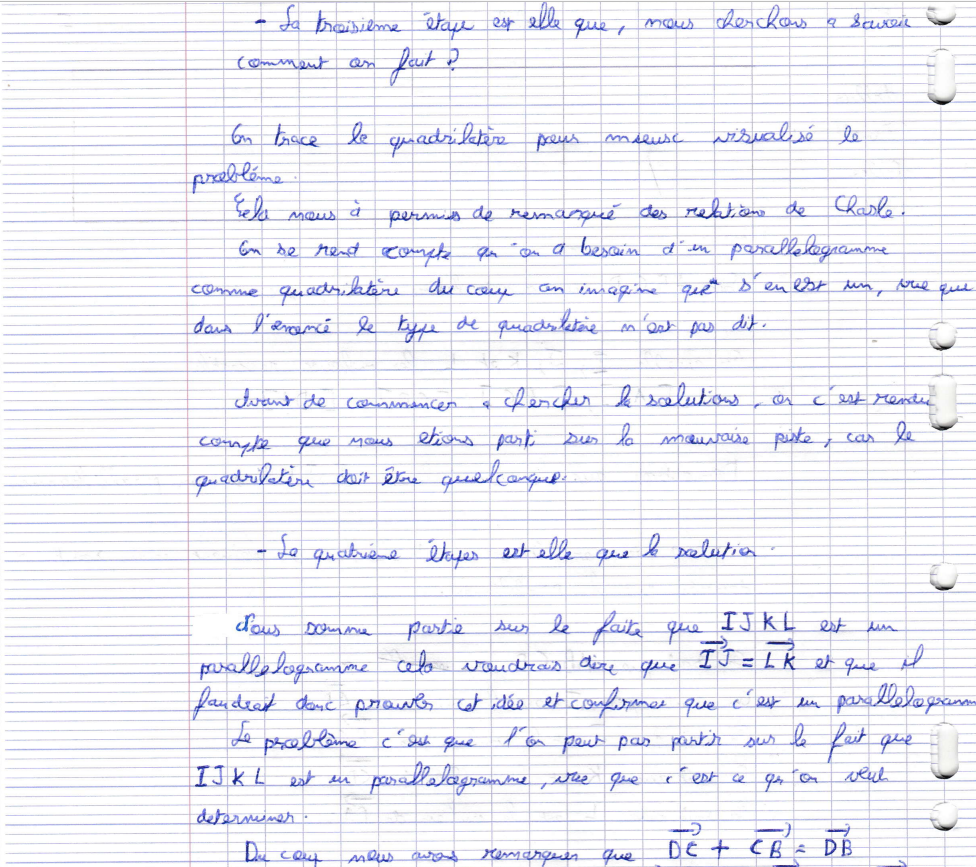 - La troisième étape est elle que, nous cherchons a savoir
comment on fait ?
On trace le quadrilatère pour mieux visualisé le
problème.
Cela nous à permis de remarqué des relations de Charle.
On se rend compte qu'on a besoin d'un parallelogramme
comme quadrilatère du coup on imagine que s'en est un, vue que
dans l'énoncé le type de quadrilatère n'est pas dit.
Avant de commencer a chercher la solutions, on c'est rendu
compte que nous etions parti sur la mauvaise piste, car le
quadrilatère doit être quelconque.
- La quatrième étapes est elle que la solution.
Nous somme partie sur le faite que IJKL est un
parallelogramme cela voudras dire que $\overrightarrow{IJ} = \overrightarrow{LK}$ et que il
faudrait donc prouver cet idée et confirmer que c'est un parallelogramm
Le problème c'est que l'on peut pas partir sur le fait que
IJKL est un parallelogramme, vue que c'est ce qu'on veut
determiner.
Du coup nous avons remarquer que $\overrightarrow{DC} + \overrightarrow{CB} = \overrightarrow{DB}$